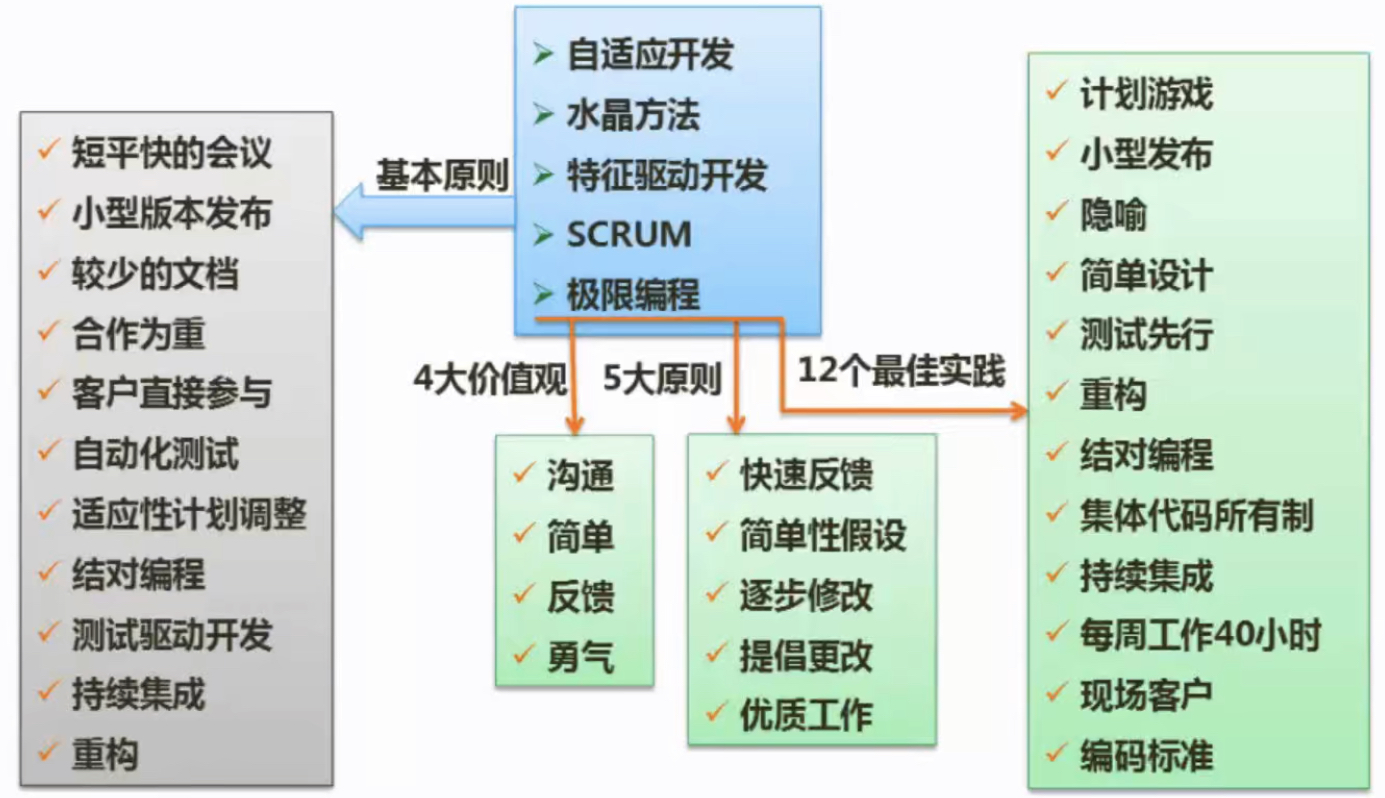 自适应开发
水晶方法
特征驱动开发
SCRUM
极限编程
基本原则
短平快的会议
小型版本发布
较少的文档
合作为重
客户直接参与
自动化测试
适应性计划调整
结对编程
测试驱动开发
持续集成
重构
4大价值观
沟通
简单
反馈
勇气
5大原则
快速反馈
简单性假设
逐步修改
提倡更改
优质工作
12个最佳实践
计划游戏
小型发布
隐喻
简单设计
测试先行
重构
结对编程
集体代码所有制
持续集成
每周工作40小时
现场客户
编码标准